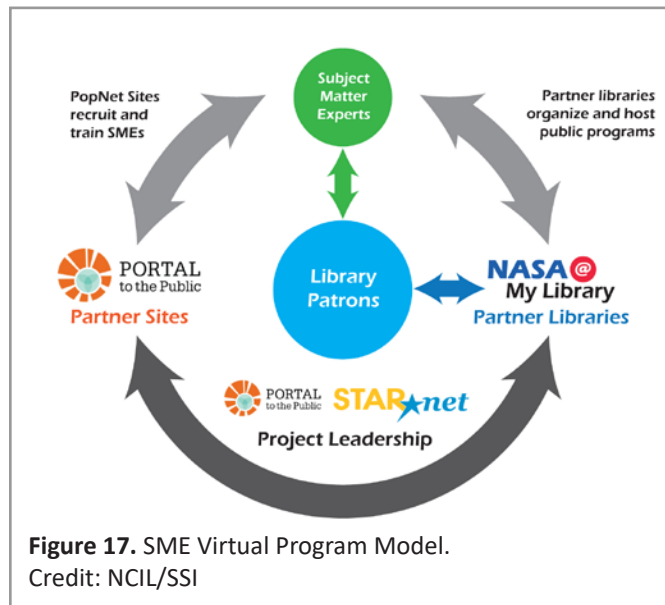 Subject
Matter
Experts
PopNet Sites
recruit and
train SMEs
Partner libraries
organize and host
public programs
PORTAL
to the Public
Partner Sites
Library
Patrons
NASA@
My Library
Partner Libraries
PORTAL
to the Public
STAR net
Project Leadership
Figure 17. SME Virtual Program Model.
Credit: NCIL/SSI